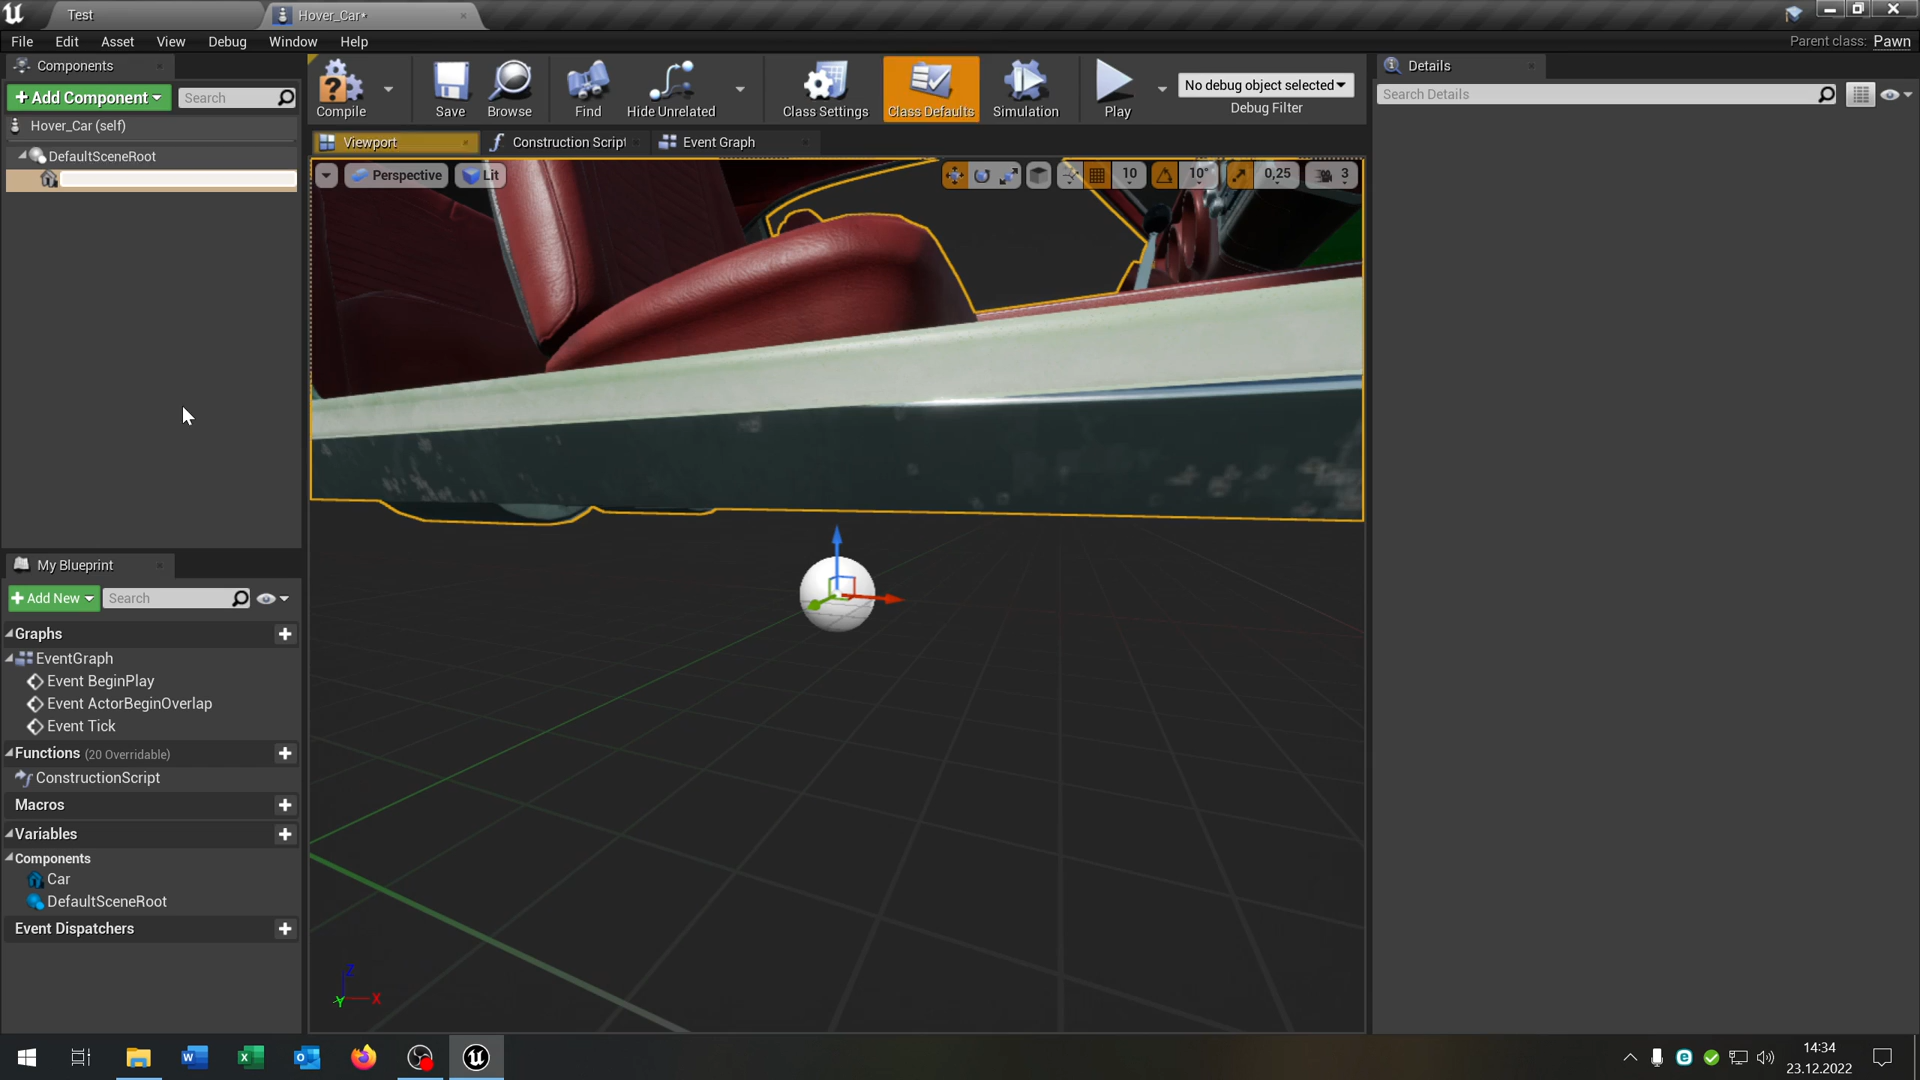 Test
Hover_Car*
File Edit Asset View Debug Window Help
Parent class: Pawn
Components
+ Add Component
Search
Hover_Car (self)
DefaultSceneRoot
Compile
Save
Browse
Find
Hide Unrelated
Class Settings
Class Defaults
Simulation
Play
No debug object selected
Debug Filter
Viewport
Construction Script
Event Graph
Perspective
Lit
10
10°
0,25
3
Details
Search Details
My Blueprint
+ Add New
Search
Graphs
EventGraph
Event BeginPlay
Event ActorBeginOverlap
Event Tick
Functions (20 Overridable)
ConstructionScript
Macros
Variables
Components
Car
DefaultSceneRoot
Event Dispatchers
Z
Y
X
14:34
23.12.2022